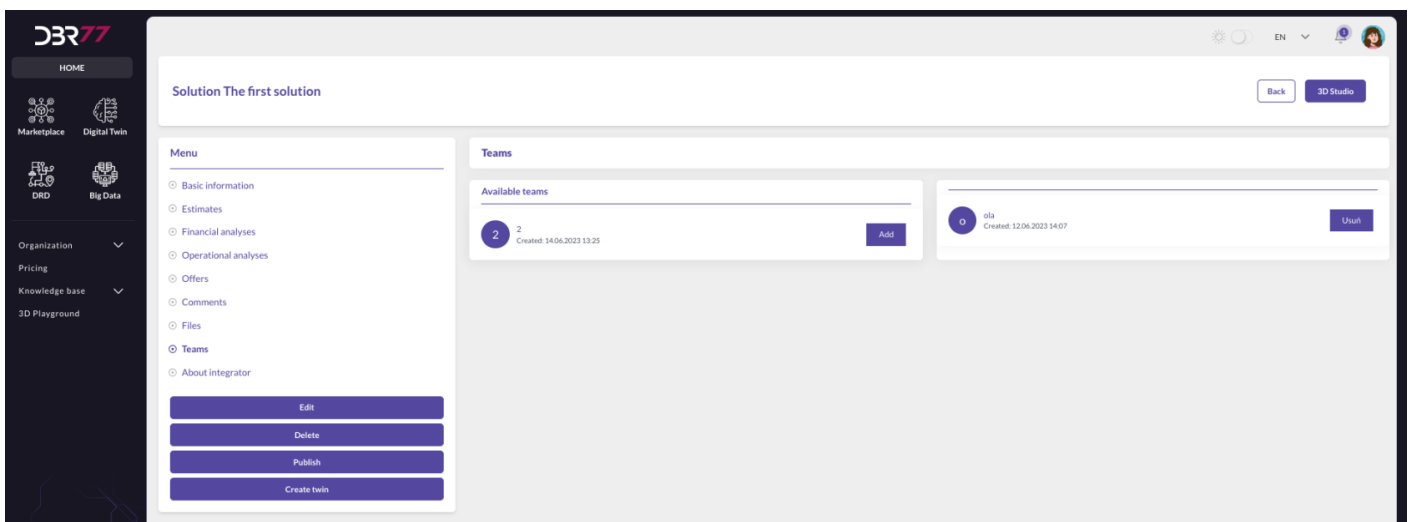 DBR77
HOME
Marketplace
Digital Twin
DRD
Big Data
Organization
Pricing
Knowledge base
3D Playground
EN
Solution The first solution
Back
3D Studio
Menu
Basic information
Estimates
Financial analyses
Operational analyses
Offers
Comments
Files
Teams
About integrator
Edit
Delete
Publish
Create twin
Teams
Available teams
2
2
Created: 14.06.2023 13:25
Add
o
ola
Created: 12.06.2023 14:07
Usuń